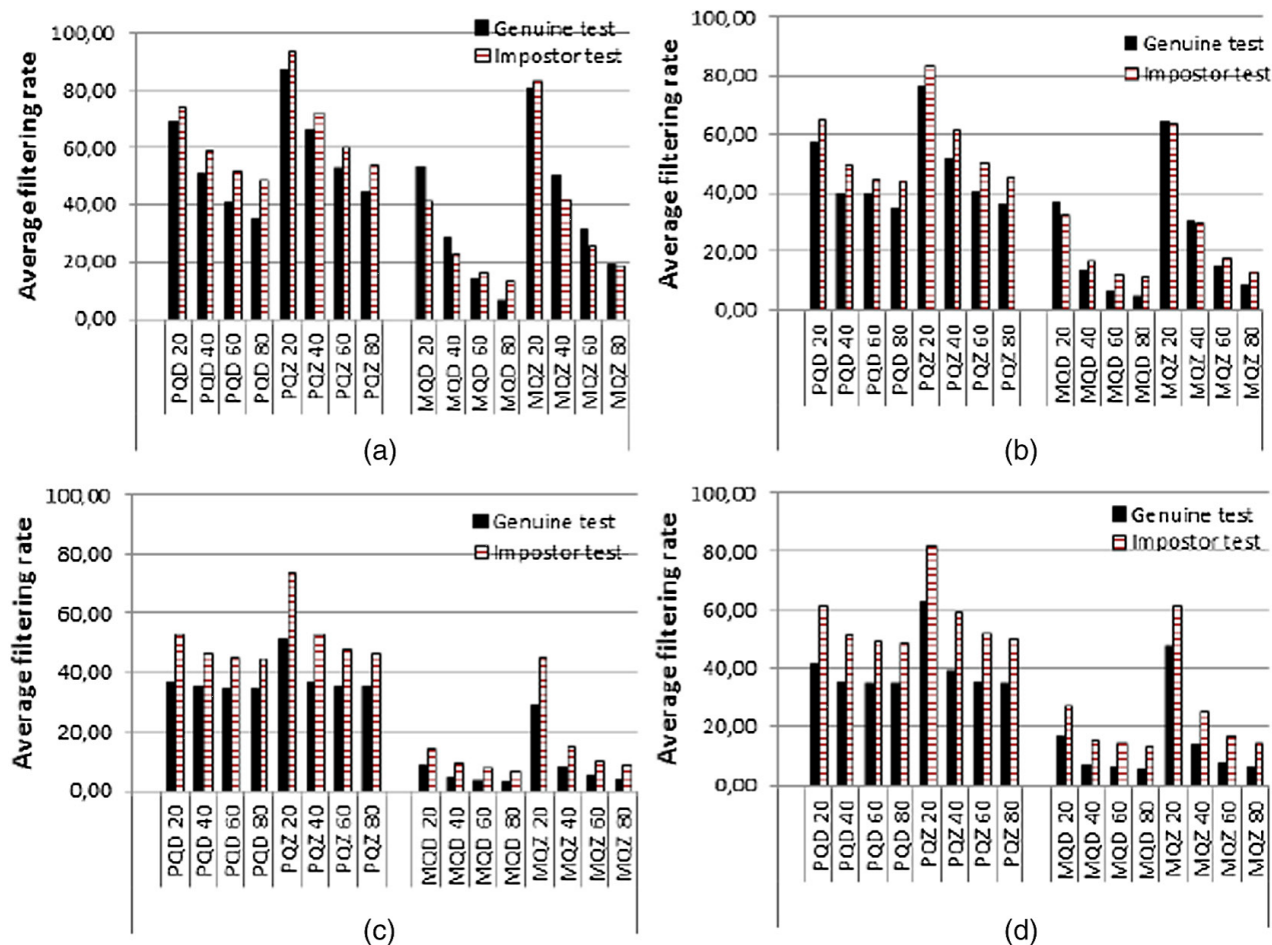 Genuine test
Impostor test
Average filtering rate
100,00
80,00
60,00
40,00
20,00
0,00
PQD 20
PQD 40
PQD 60
PQD 80
PQZ 20
PQZ 40
PQZ 60
PQZ 80
MQD 20
MQD 40
MQD 60
MQD 80
MQZ 20
MQZ 40
MQZ 60
MQZ 80
(a)
Genuine test
Impostor test
Average filtering rate
100,00
80,00
60,00
40,00
20,00
0,00
PQD 20
PQD 40
PQD 60
PQD 80
PQZ 20
PQZ 40
PQZ 60
PQZ 80
MQD 20
MQD 40
MQD 60
MQD 80
MQZ 20
MQZ 40
MQZ 60
MQZ 80
(b)
Genuine test
Impostor test
Average filtering rate
100,00
80,00
60,00
40,00
20,00
0,00
PQD 20
PQD 40
PQD 60
PQD 80
PQZ 20
PQZ 40
PQZ 60
PQZ 80
MQD 20
MQD 40
MQD 60
MQD 80
MQZ 20
MQZ 40
MQZ 60
MQZ 80
(c)
Genuine test
Impostor test
Average filtering rate
100,00
80,00
60,00
40,00
20,00
0,00
PQD 20
PQD 40
PQD 60
PQD 80
PQZ 20
PQZ 40
PQZ 60
PQZ 80
MQD 20
MQD 40
MQD 60
MQD 80
MQZ 20
MQZ 40
MQZ 60
MQZ 80
(d)